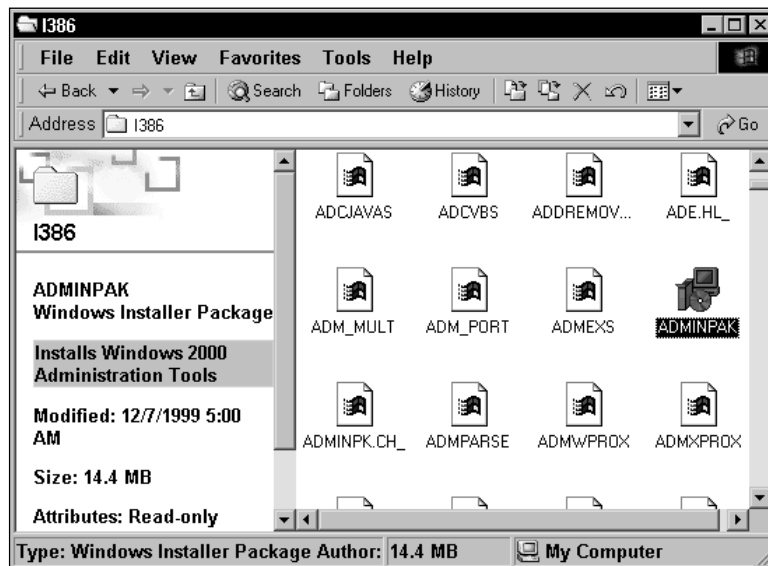 I386
File Edit View Favorites Tools Help
Back Search Folders History
Address I386 Go
I386
ADMINPAK
Windows Installer Package
Installs Windows 2000
Administration Tools
Modified: 12/7/1999 5:00
AM
Size: 14.4 MB
Attributes: Read-only
ADCJAVAS ADCVBS ADDREMOV... ADE.HL_
ADM_MULT ADM_PORT ADMEXS ADMINPAK
ADMINPK.CH_ ADMPARSE ADMWPROX ADMXPROX
Type: Windows Installer Package Author: 14.4 MB My Computer